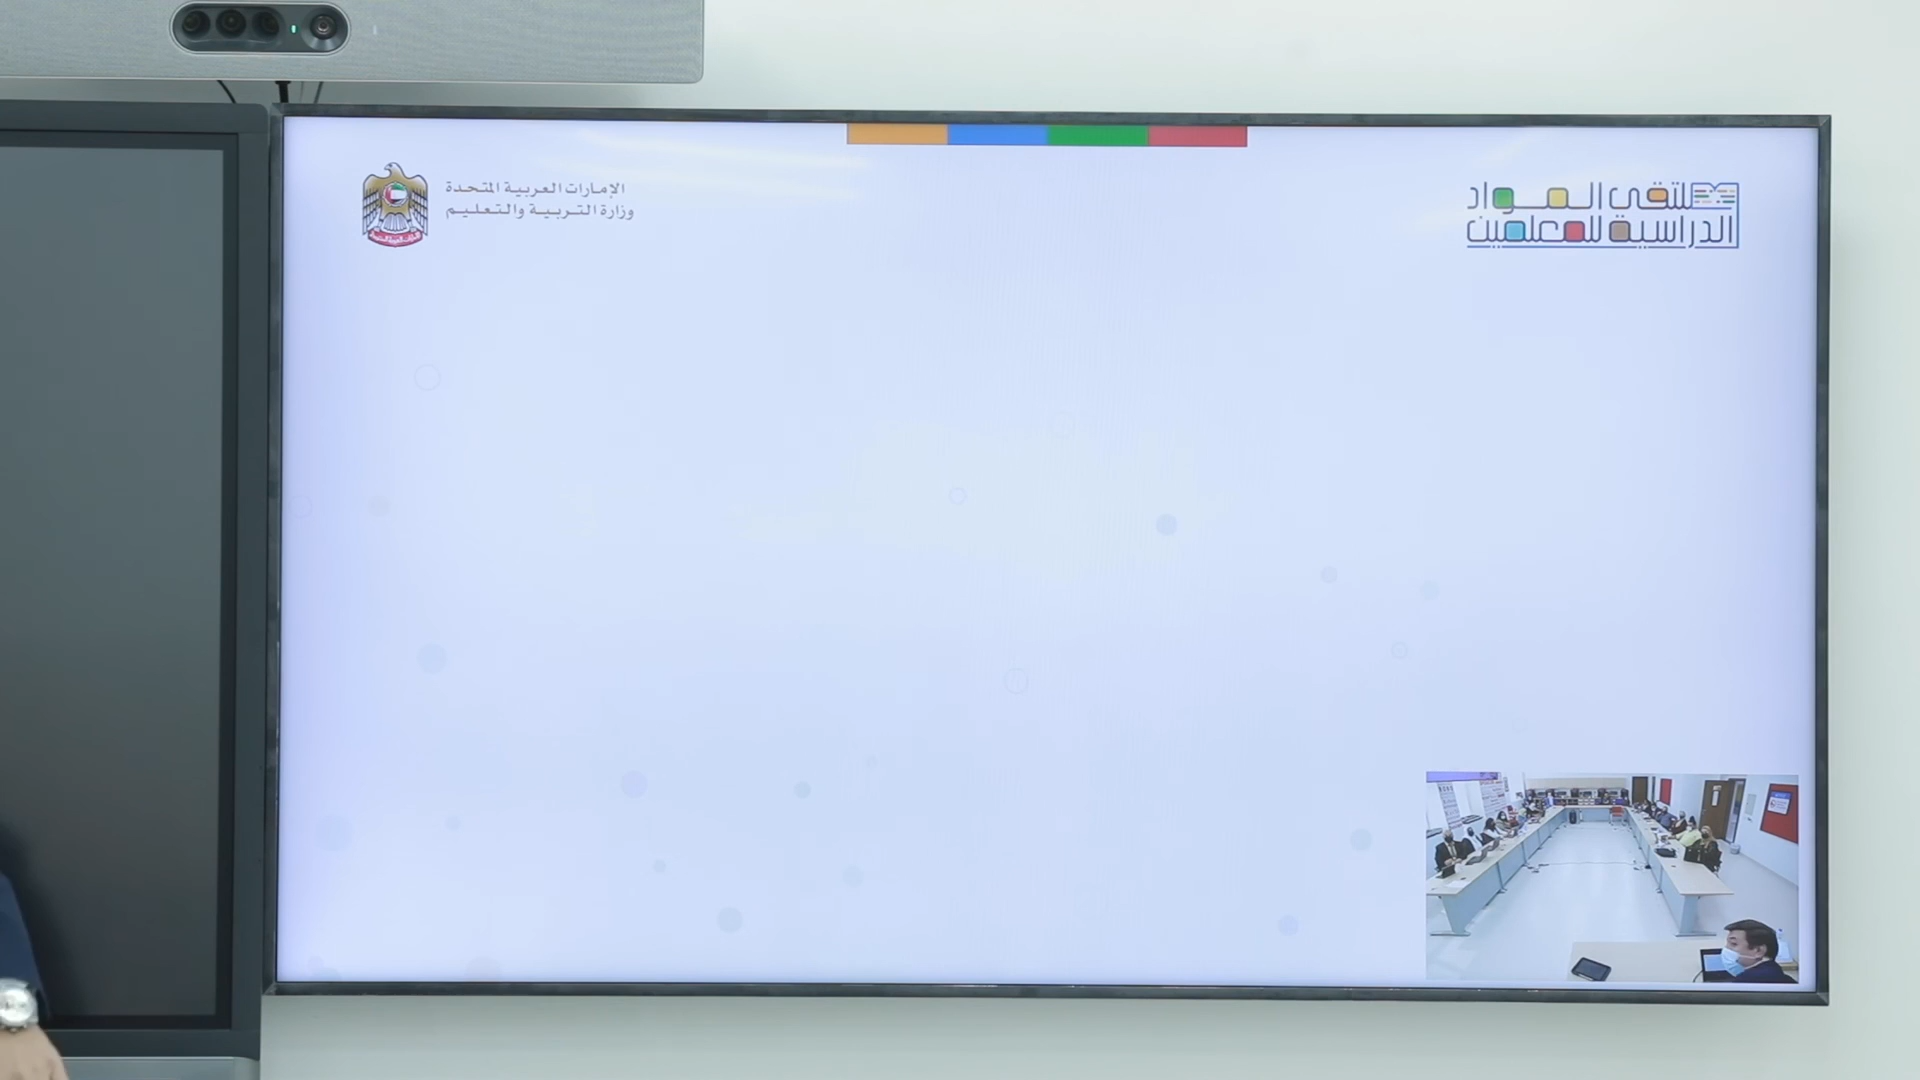 الإمارات العربية المتحدة
وزارة التربية والتعليم
ملتقى المواد
الدراسية للمعلمين